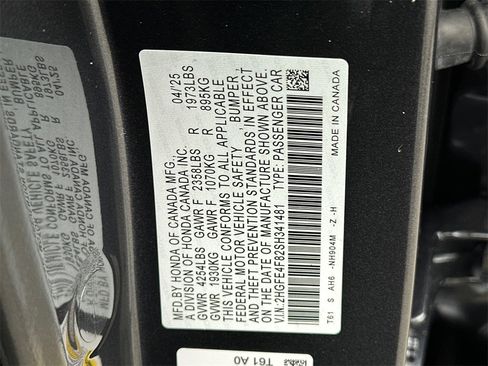 MFD. BY HONDA OF CANADA MFG. 04/'25
A DIVISION OF HONDA CANADA INC.
GVWR 4254LBS GAWR F 2358LBS R 1973LBS
GVWR 1930KG GAWR F 1070KG R 895KG
THIS VEHICLE CONFORMS TO ALL APPLICABLE
FEDERAL MOTOR VEHICLE SAFETY, BUMPER,
& THEFT PREVENTION STANDARDS, IN EFFECT
ON THE DATE OF MANUFACTURE SHOWN ABOVE.
V.I.N:2HGFE4F82SH341481 TYPE: PASSENGER CAR
T61 S AH6 -NH904M -Z -H MADE IN CANADA
T61 A0